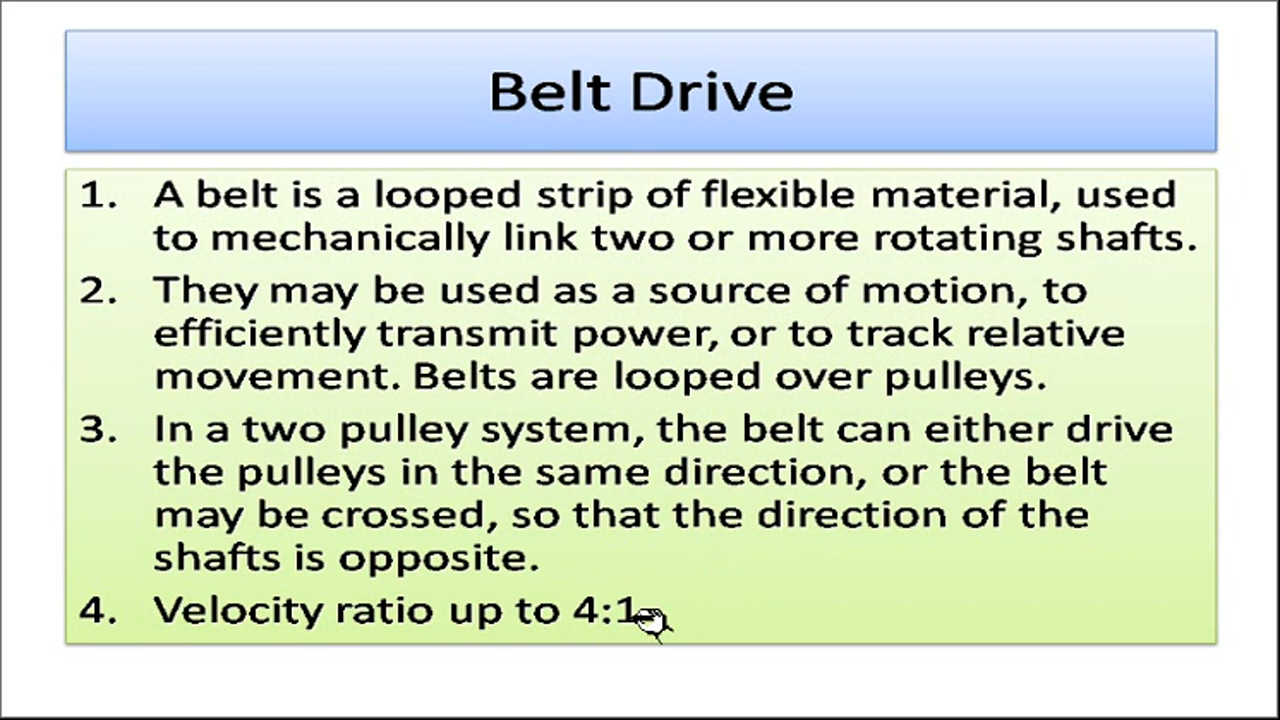 Belt Drive
1. A belt is a looped strip of flexible material, used
to mechanically link two or more rotating shafts.
2. They may be used as a source of motion, to
efficiently transmit power, or to track relative
movement. Belts are looped over pulleys.
3. In a two pulley system, the belt can either drive
the pulleys in the same direction, or the belt
may be crossed, so that the direction of the
shafts is opposite.
4. Velocity ratio up to 4:1